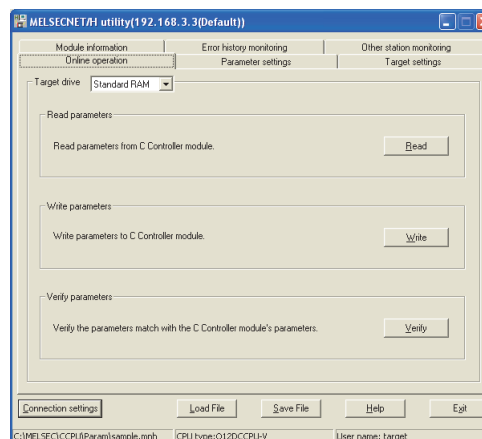 MELSECNET/H utility(192.168.3.3(Default))
Module information Error history monitoring Other station monitoring
Online operation Parameter settings Target settings
Target drive Standard RAM
Read parameters
Read parameters from C Controller module. Read
Write parameters
Write parameters to C Controller module. Write
Verify parameters
Verify the parameters match with the C Controller module's parameters. Verify
Connection settings Load File Save File Help Exit
C:\MELSEC\CCPU\Param\sample.mnh CPU type:Q12DCCPU-V User name: target